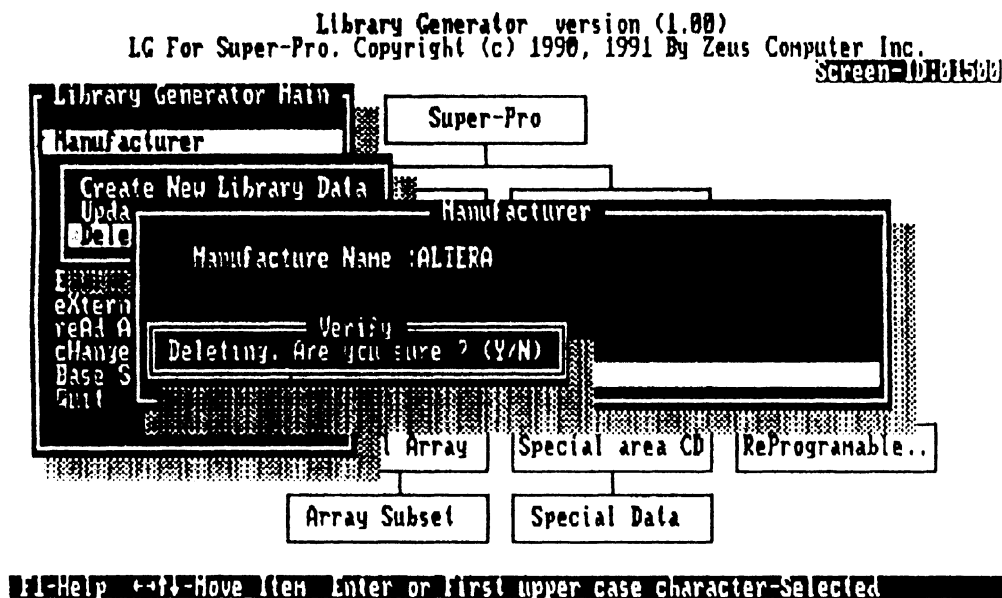 Library Generator version (1.00)
LG For Super-Pro. Copyright (c) 1990, 1991 By Zeus Computer Inc.
Screen-ID:01500
Library Generator Main
Manufacturer
Super-Pro
Create New Library Data
Upda
Dele
Manufacturer
Manufacture Name :ALTERA
eXtern
reAd A
cHange
Base S
Quit
Verify
Deleting. Are you sure ? (Y/N)
l Array
Special area CD
ReProgramable..
Array Subset
Special Data
F1-Help ←→↑↓-Move Item Enter or First upper case character-Selected